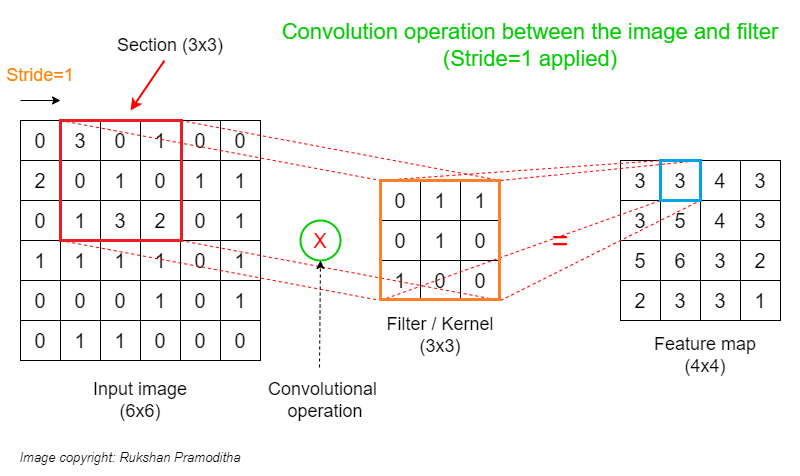 Convolution operation between the image and filter
(Stride=1 applied)
Section (3x3)
Stride=1
0 3 0 1 0 0
2 0 1 0 1 1
0 1 3 2 0 1
1 1 1 1 0 1
0 0 0 1 0 1
0 1 1 0 0 0
Input image
(6x6)
X
Convolutional
operation
0 1 1
0 1 0
1 0 0
Filter / Kernel
(3x3)
=
3 3 4 3
3 5 4 3
5 6 3 2
2 3 3 1
Feature map
(4x4)
Image copyright: Rukshan Pramoditha